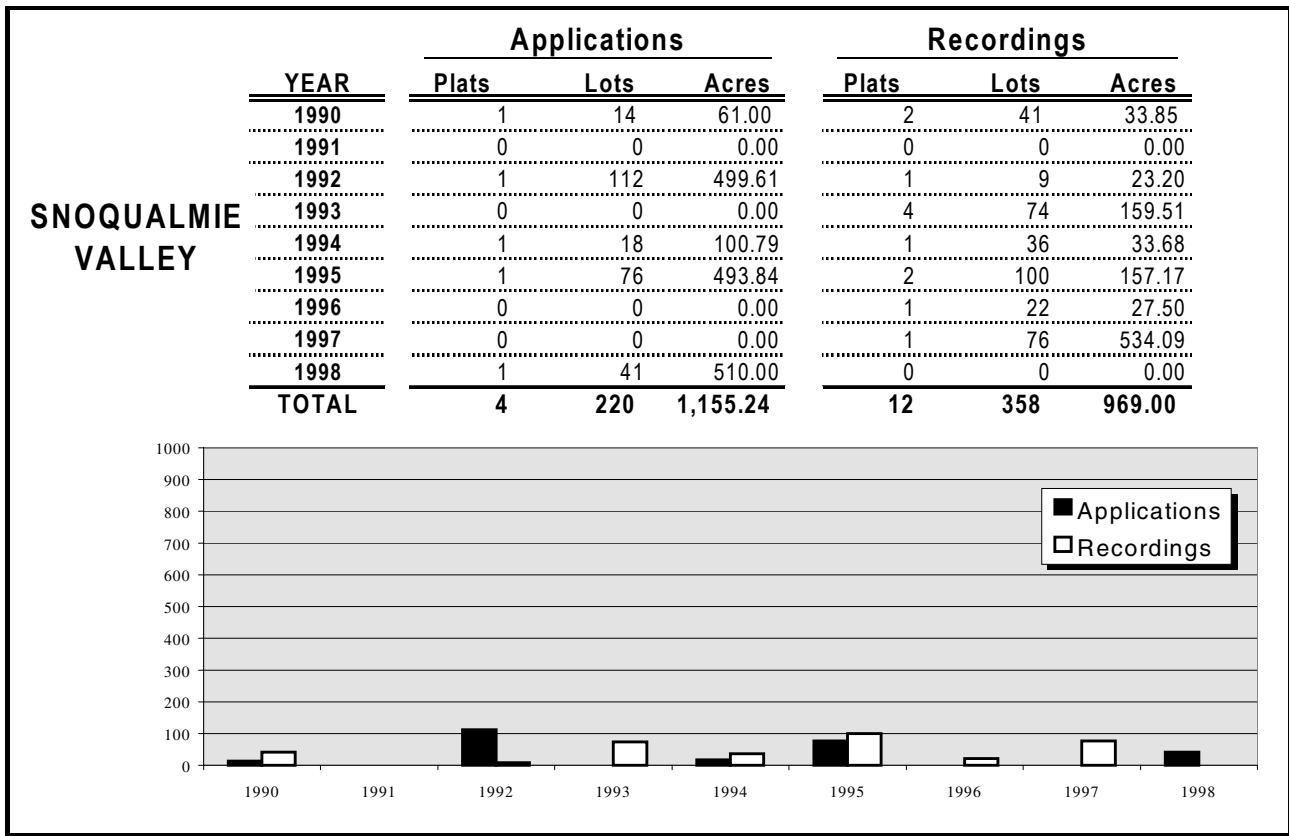 Applications Recordings
YEAR Plats Lots Acres Plats Lots Acres
1990 1 14 61.00 2 41 33.85
1991 0 0 0.00 0 0 0.00
1992 1 112 499.61 1 9 23.20
SNOQUALMIE VALLEY
1993 0 0 0.00 4 74 159.51
1994 1 18 100.79 1 36 33.68
1995 1 76 493.84 2 100 157.17
1996 0 0 0.00 1 22 27.50
1997 0 0 0.00 1 76 534.09
1998 1 41 510.00 0 0 0.00
TOTAL 4 220 1,155.24 12 358 969.00
1000
900
800
700
600
500
400
300
200
100
0
Applications
Recordings
1990 1991 1992 1993 1994 1995 1996 1997 1998